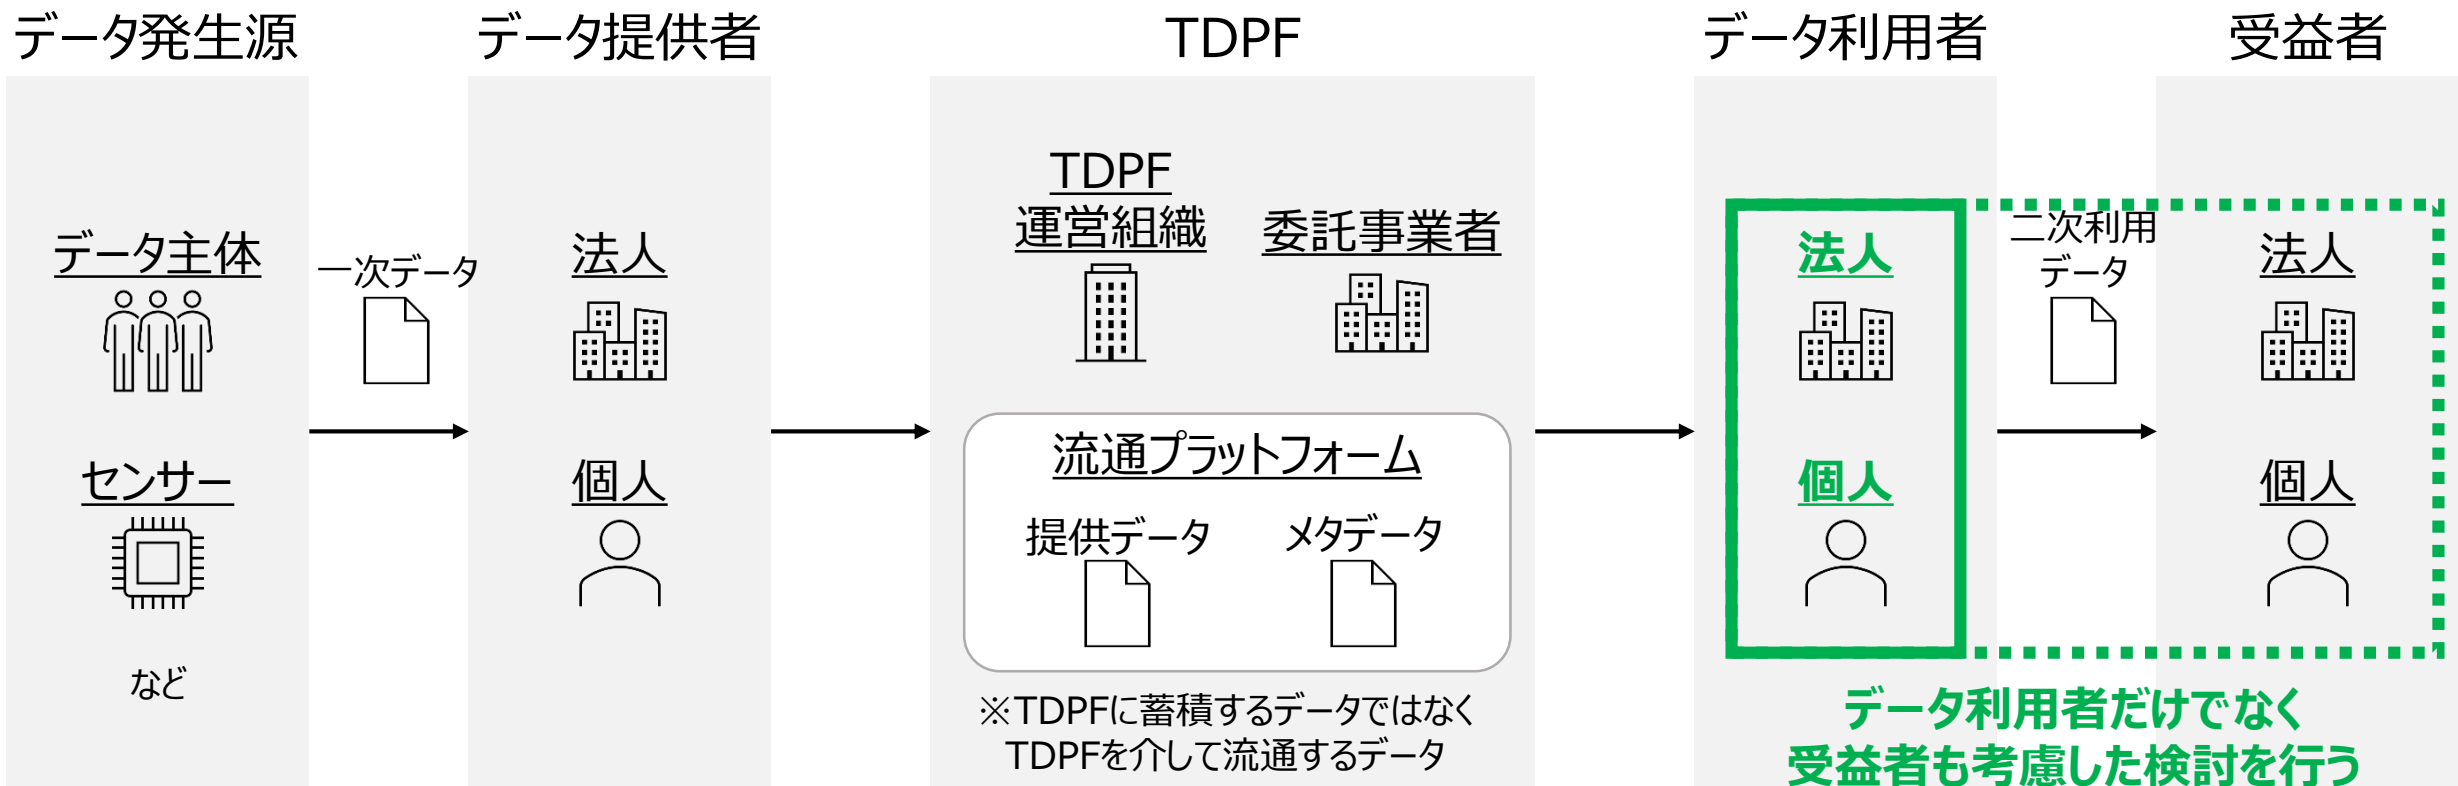 データ発生源
データ提供者
TDPF
データ利用者
受益者
データ主体
センサー
など
一次データ
法人
個人
TDPF
運営組織
委託事業者
流通プラットフォーム
提供データ
メタデータ
※TDPFに蓄積するデータではなく
TDPFを介して流通するデータ
法人
個人
二次利用
データ
法人
個人
データ利用者だけでなく
受益者も考慮した検討を行う